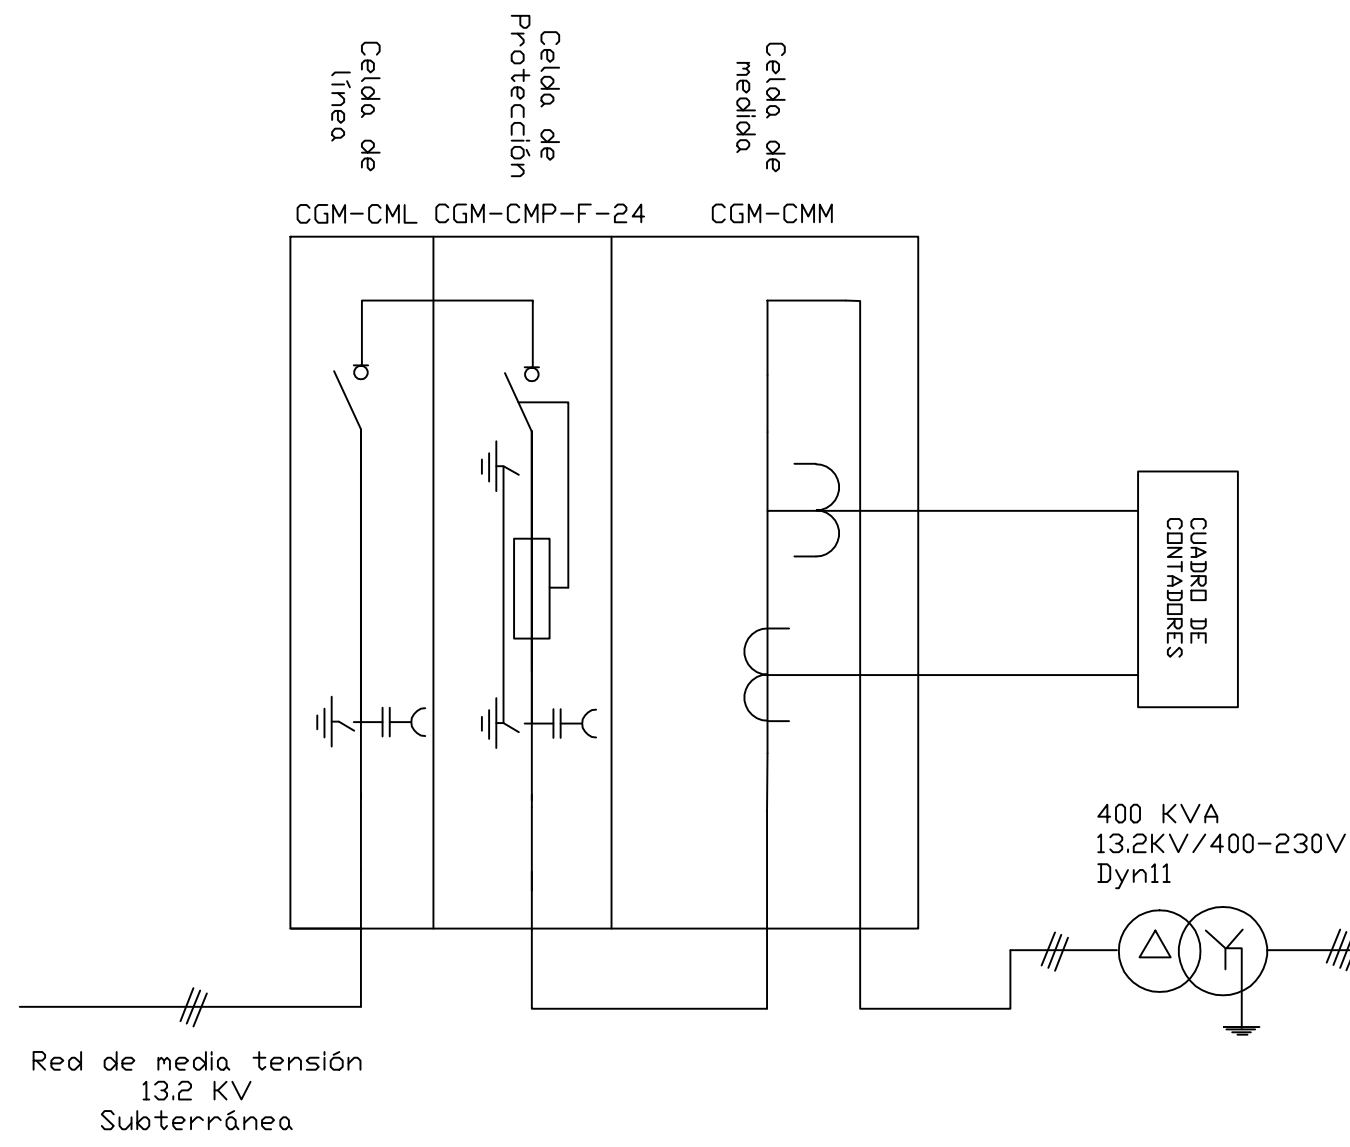 Celda de
línea
Celda de
Protección
Celda de
medida
CGM-CML
CGM-CMP-F-24
CGM-CMM
CUADRO DE
CONTADORES
400 KVA
13.2KV/400-230V
Dyn11
Red de media tensión
13.2 KV
Subterránea